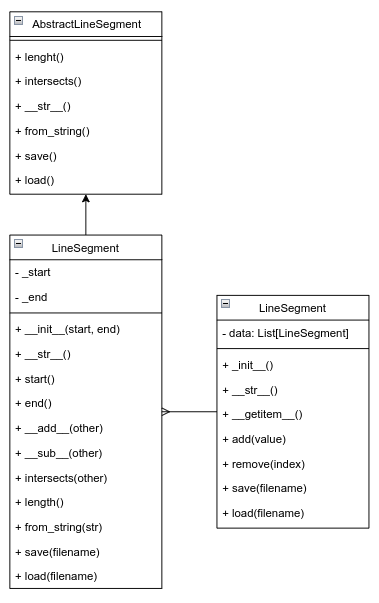 AbstractLineSegment
+ lenght()
+ intersects()
+ __str__()
+ from_string()
+ save()
+ load()
LineSegment
- _start
- _end
+ __init__(start, end)
+ __str__()
+ start()
+ end()
+ __add__(other)
+ __sub__(other)
+ intersects(other)
+ length()
+ from_string(str)
+ save(filename)
+ load(filename)
LineSegment
- data: List[LineSegment]
+ _init__()
+ __str__()
+ __getitem__()
+ add(value)
+ remove(index)
+ save(filename)
+ load(filename)